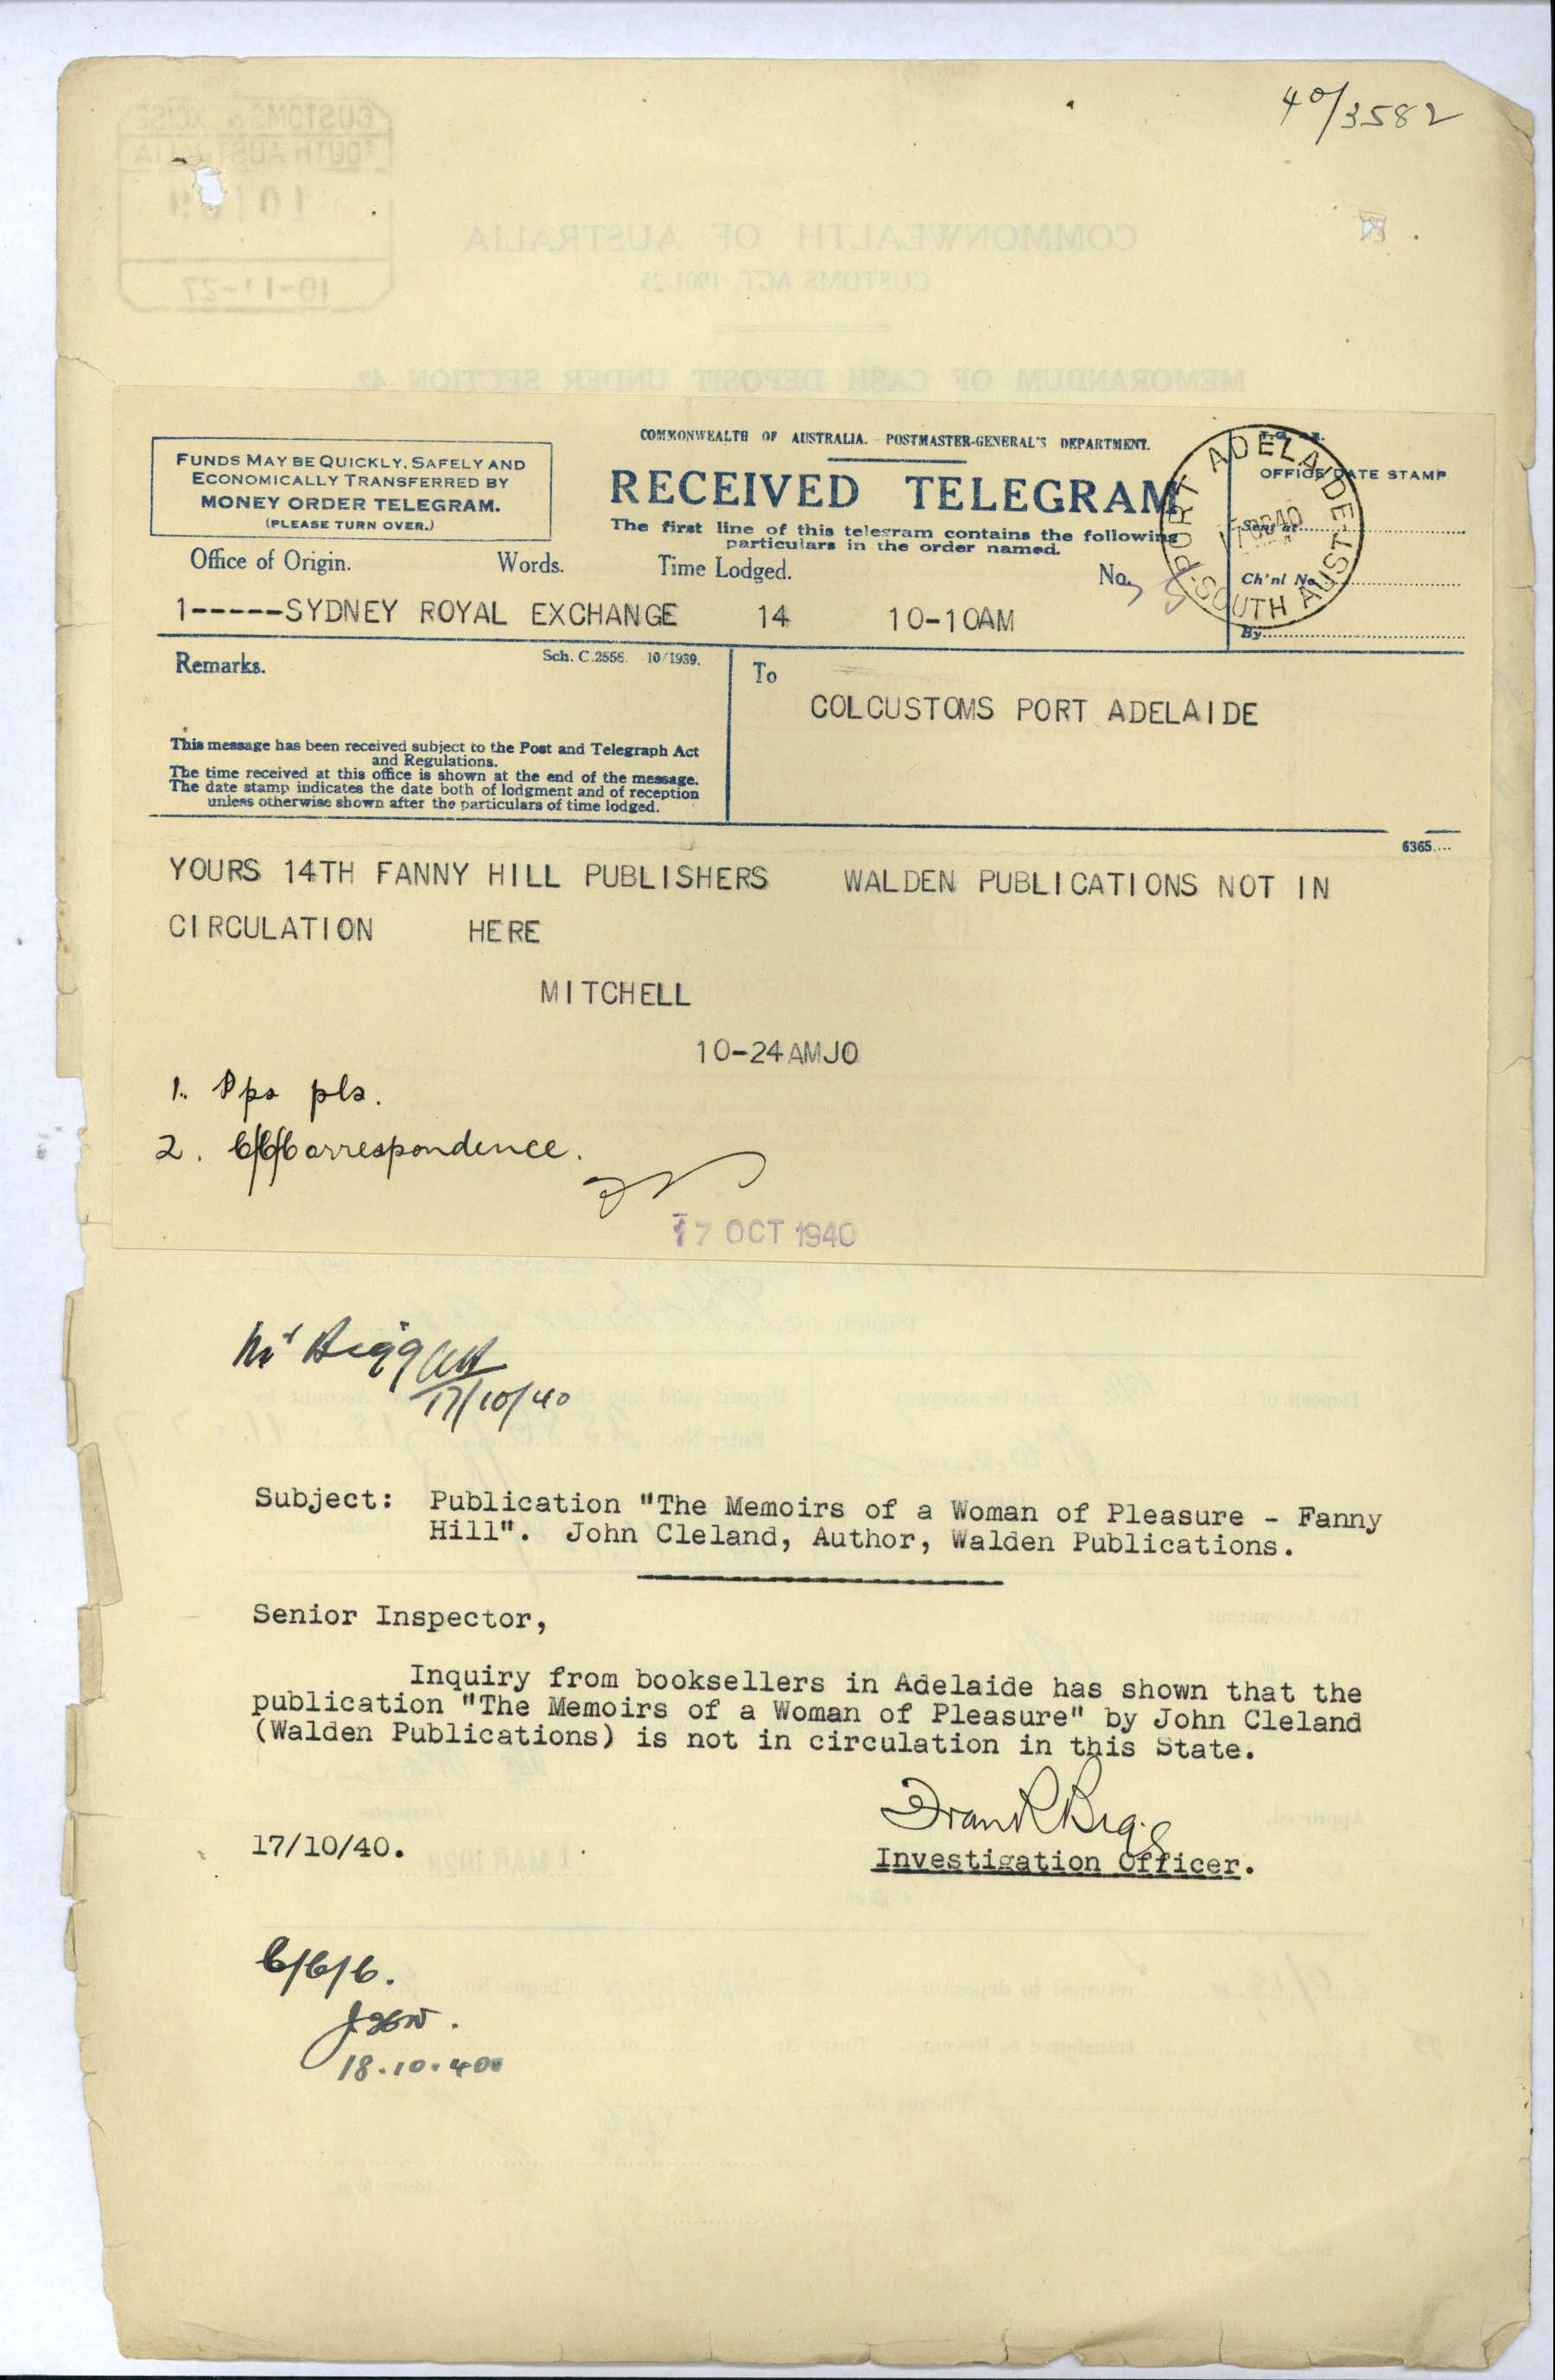 40/3582
COMMONWEALTH OF AUSTRALIA. POSTMASTER-GENERAL'S DEPARTMENT.
FUNDS MAY BE QUICKLY, SAFELY AND
ECONOMICALLY TRANSFERRED BY
MONEY ORDER TELEGRAM.
(PLEASE TURN OVER.)
RECEIVED TELEGRAM
The first line of this telegram contains the following
particulars in the order named.
OFFICE DATE STAMP
PORT ADELAIDE
SOUTH AUST
Sent at
Office of Origin. Words. Time Lodged. No.
Ch'nl No.
By
1-----SYDNEY ROYAL EXCHANGE 14 10-10AM
Remarks. Sch. C.2556. 10/1939.
To
COLCUSTOMS PORT ADELAIDE
This message has been received subject to the Post and Telegraph Act
and Regulations.
The time received at this office is shown at the end of the message.
The date stamp indicates the date both of lodgment and of reception
unless otherwise shown after the particulars of time lodged.
6365....
YOURS 14TH FANNY HILL PUBLISHERS WALDEN PUBLICATIONS NOT IN
CIRCULATION HERE
MITCHELL
10-24AMJO
1. Pps pls.
2. C/C/Correspondence.
17 OCT 1940
Mr Bigg
17/10/40
Subject: Publication "The Memoirs of a Woman of Pleasure - Fanny
Hill". John Cleland, Author, Walden Publications.
Senior Inspector,
Inquiry from booksellers in Adelaide has shown that the
publication "The Memoirs of a Woman of Pleasure" by John Cleland
(Walden Publications) is not in circulation in this State.
Frank Bigg
17/10/40.
Investigation Officer.
C/C/C.
18.10.40